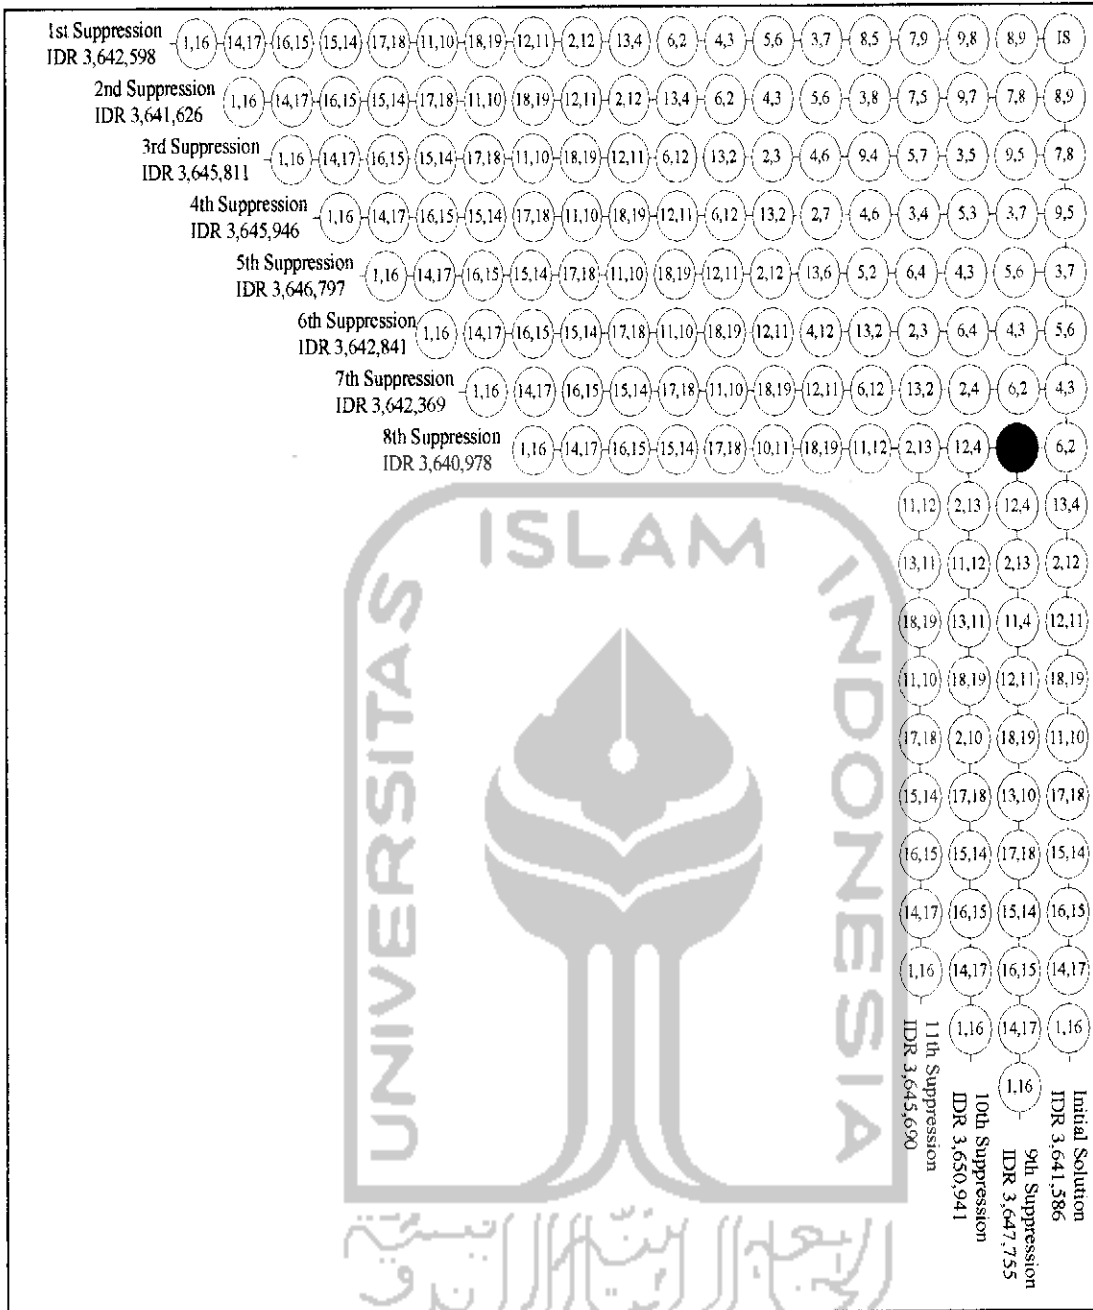 1st Suppression 1,16 14,17 16,15 15,14 17,18 11,10 18,19 12,11 2,12 13,4 6,2 4,3 5,6 3,7 8,5 7,9 9,8 8,9 IS
IDR 3,642,598
2nd Suppression 1,16 14,17 16,15 15,14 17,18 11,10 18,19 12,11 2,12 13,4 6,2 4,3 5,6 3,8 7,5 9,7 7,8 8,9
IDR 3,641,626
3rd Suppression 1,16 14,17 16,15 15,14 17,18 11,10 18,19 12,11 6,12 13,2 2,3 4,6 9.4 5,7 3,5 9,5 7,8
IDR 3,645,811
4th Suppression 1,16 14,17 16,15 15,14 17,18 11,10 18,19 12,11 6,12 13,2 2,7 4,6 3,4 5,3 3,7 9,5
IDR 3,645,946
5th Suppression 1,16 14,17 16,15 15,14 17,18 11,10 18,19 12,11 2,12 13,6 5,2 6,4 4,3 5,6 3,7
IDR 3,646,797
6th Suppression 1,16 14,17 16,15 15,14 17,18 11,10 18,19 12,11 4,12 13,2 2,3 6,4 4,3 5,6
IDR 3,642,841
7th Suppression 1,16 14,17 16,15 15,14 17,18 11,10 18,19 12,11 6,12 13,2 2,4 6,2 4,3
IDR 3,642,369
8th Suppression 1,16 14,17 16,15 15,14 17,18 10,11 18,19 11,12 2,13 12,4 6,2
IDR 3,640,978
11,12 2,13 12,4 13,4
13,11 11,12 2,13 2,12
18,19 13,11 11,4 12,11
11,10 18,19 12,11 18,19
17,18 2,10 18,19 11,10
15,14 17,18 13,10 17,18
16,15 15,14 17,18 15,14
14,17 16,15 15,14 16,15
1,16 14,17 16,15 14,17
1,16 14,17 1,16
1,16
11th Suppression
IDR 3,645,690
10th Suppression
IDR 3,650,941
9th Suppression
IDR 3,647,755
Initial Solution
IDR 3,641,586
UNIVERSITAS
ISLAM
INDONESIA